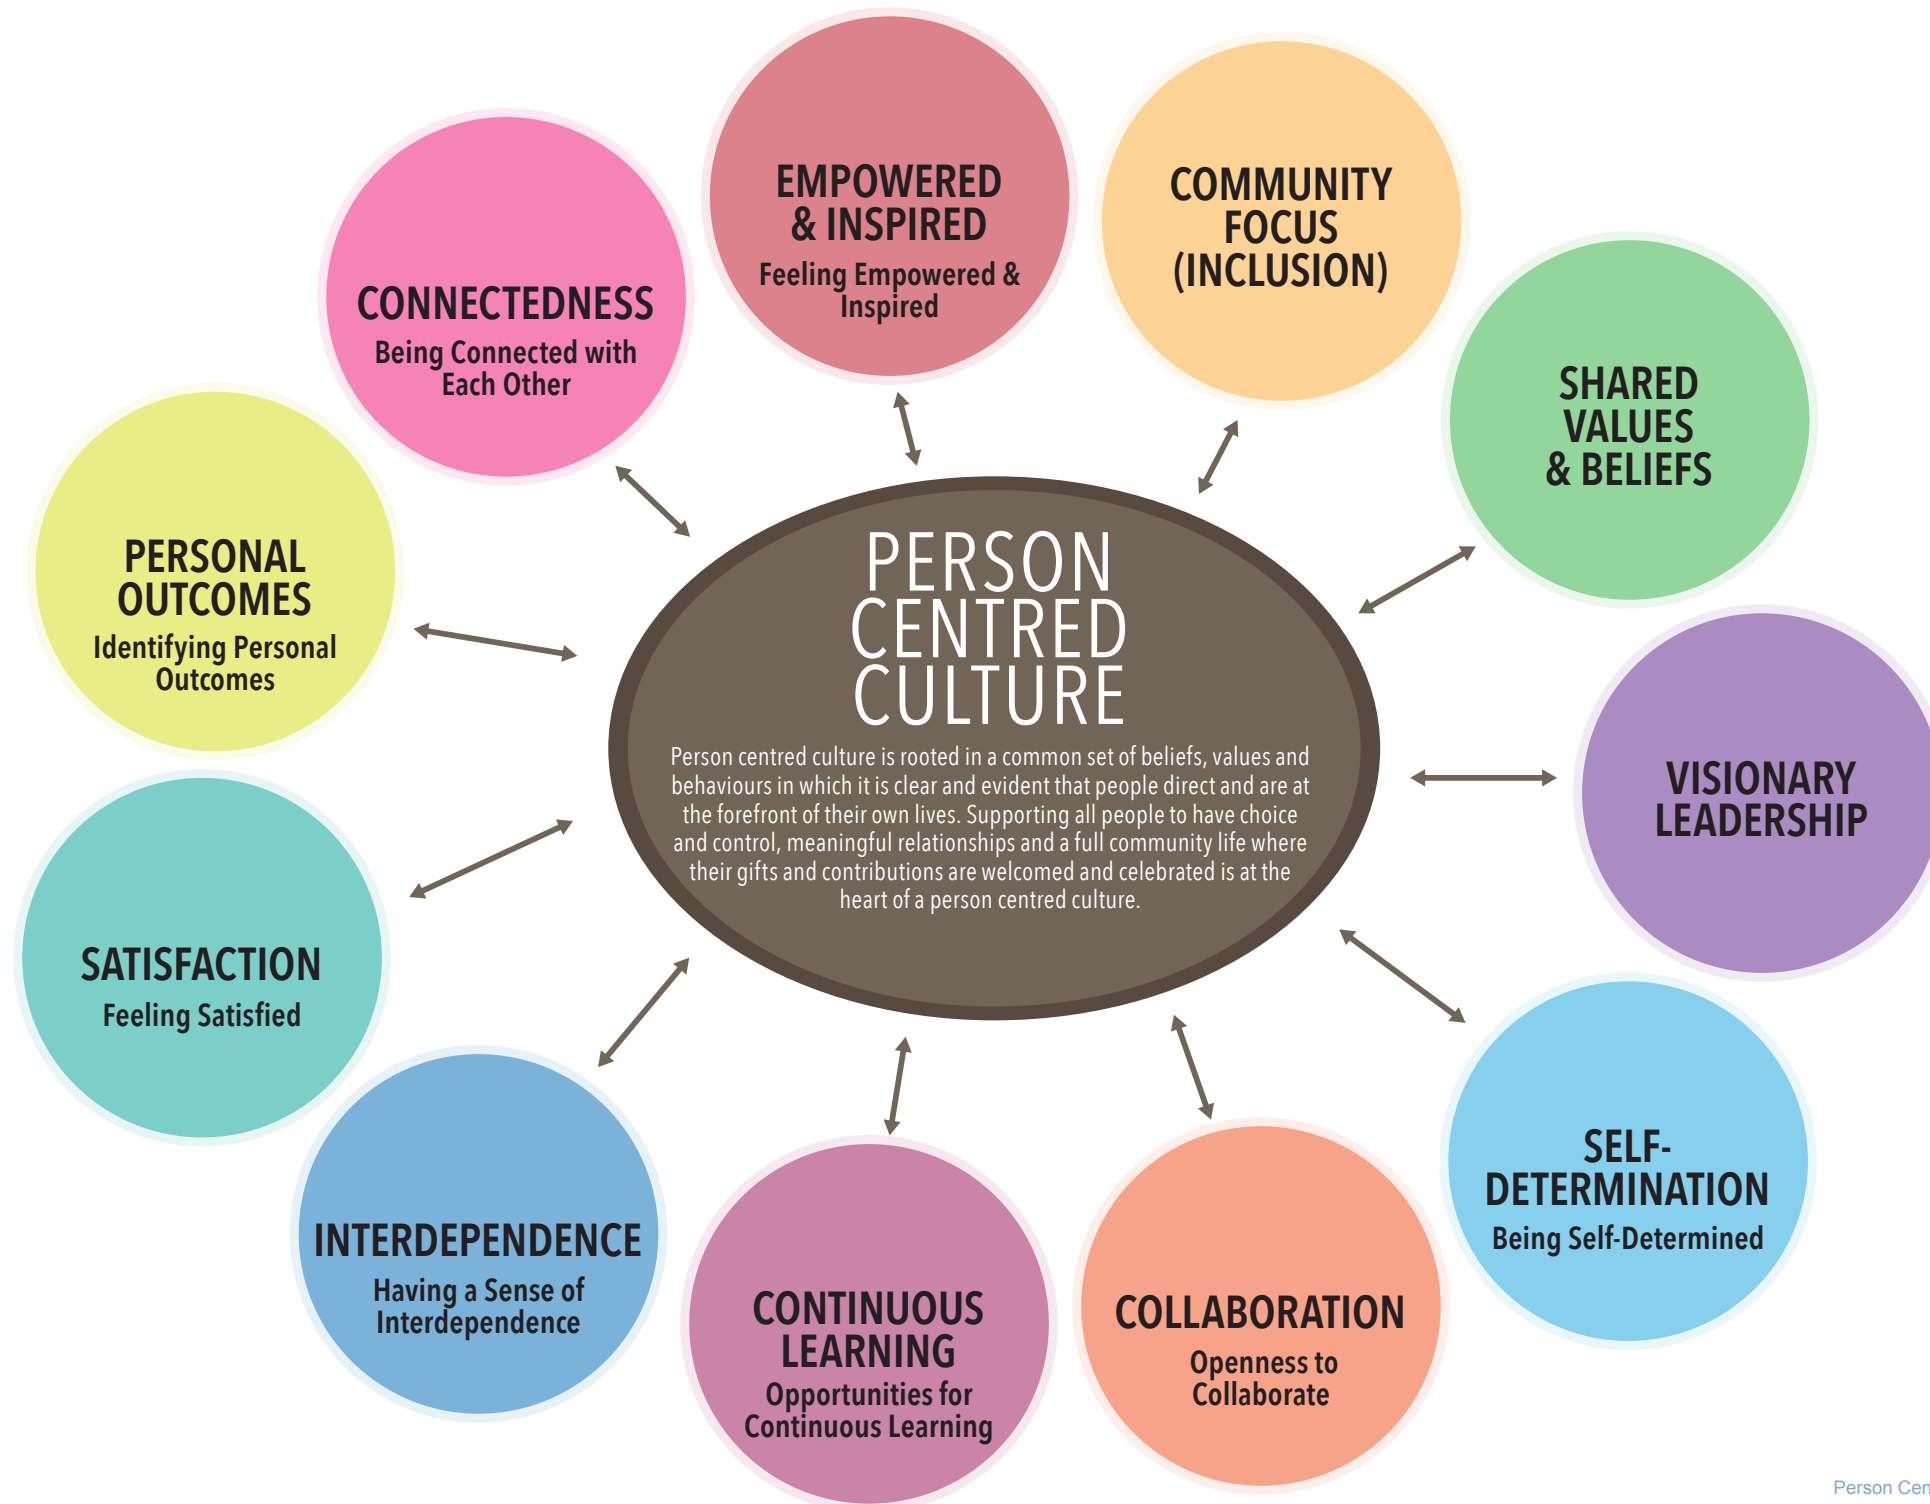 EMPOWERED
& INSPIRED
Feeling Empowered &
Inspired
COMMUNITY
FOCUS
(INCLUSION)
CONNECTEDNESS
Being Connected with
Each Other
SHARED
VALUES
& BELIEFS
PERSONAL
OUTCOMES
Identifying Personal
Outcomes
PERSON
CENTRED
CULTURE
Person centred culture is rooted in a common set of beliefs, values and
behaviours in which it is clear and evident that people direct and are at
the forefront of their own lives. Supporting all people to have choice
and control, meaningful relationships and a full community life where
their gifts and contributions are welcomed and celebrated is at the
heart of a person centred culture.
VISIONARY
LEADERSHIP
SATISFACTION
Feeling Satisfied
SELF-
DETERMINATION
Being Self-Determined
INTERDEPENDENCE
Having a Sense of
Interdependence
CONTINUOUS
LEARNING
Opportunities for
Continuous Learning
COLLABORATION
Openness to
Collaborate
Person Cen